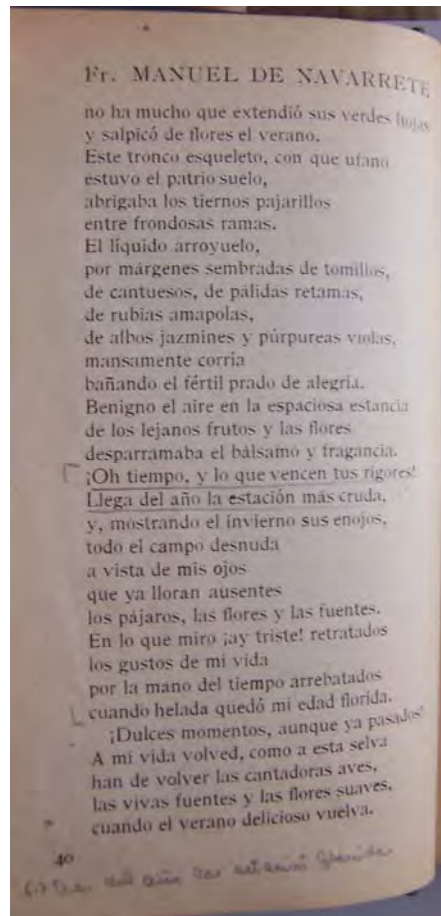 Fr. MANUEL DE NAVARRETE
no ha mucho que extendió sus verdes hojas
y salpicó de flores el verano.
Este tronco esqueleto, con que ufano
estuvo el patrio suelo,
abrigaba los tiernos pajarillos
entre frondosas ramas.
El líquido arroyuelo,
por márgenes sembradas de tomillos,
de cantuesos, de pálidas retamas,
de rubias amapolas,
de albos jazmines y púrpureas violas,
mansamente corría
bañando el fértil prado de alegría.
Benigno el aire en la espaciosa estancia
de los lejanos frutos y las flores
desparramaba el bálsamo y fragancia.
¡Oh tiempo, y lo que vencen tus rigores!
Llega del año la estación más cruda,
y, mostrando el invierno sus enojos,
todo el campo desnuda
a vista de mis ojos
que ya lloran ausentes
los pájaros, las flores y las fuentes.
En lo que miro ¡ay triste! retratados
los gustos de mi vida
por la mano del tiempo arrebatados
cuando helada quedó mi edad florida.
¡Dulces momentos, aunque ya pasados!
A mi vida volved, como a esta selva
han de volver las cantadoras aves,
las vivas fuentes y las flores suaves,
cuando el verano delicioso vuelva.
40